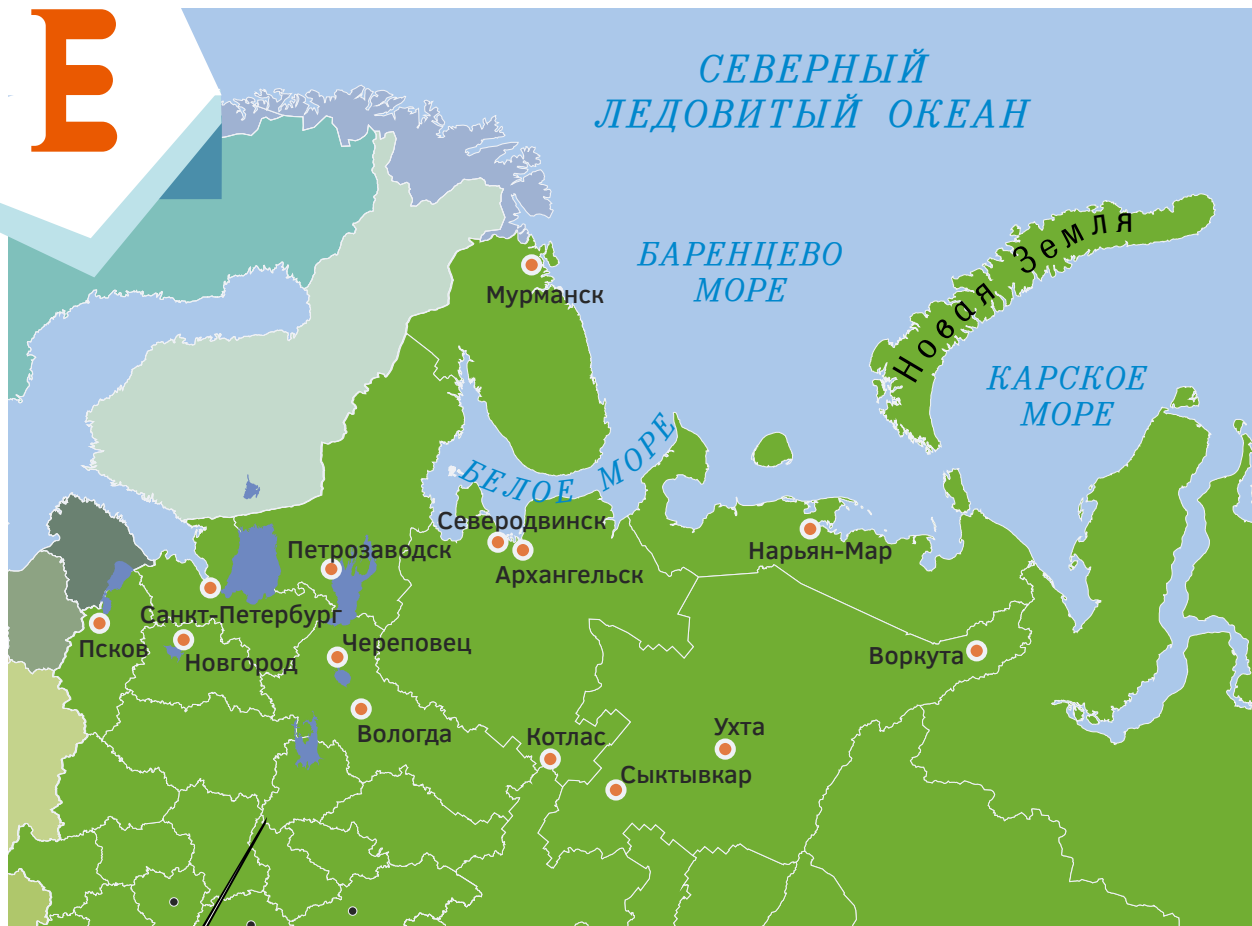 Е
СЕВЕРНЫЙ
ЛЕДОВИТЫЙ ОКЕАН
Новая Земля
БАРЕНЦЕВО
МОРЕ
Мурманск
КАРСКОЕ
МОРЕ
БЕЛОЕ МОРЕ
Северодвинск
Нарьян-Мар
Петрозаводск
Архангельск
Санкт-Петербург
Псков
Новгород
Череповец
Воркута
Вологда
Котлас
Ухта
Сыктывкар